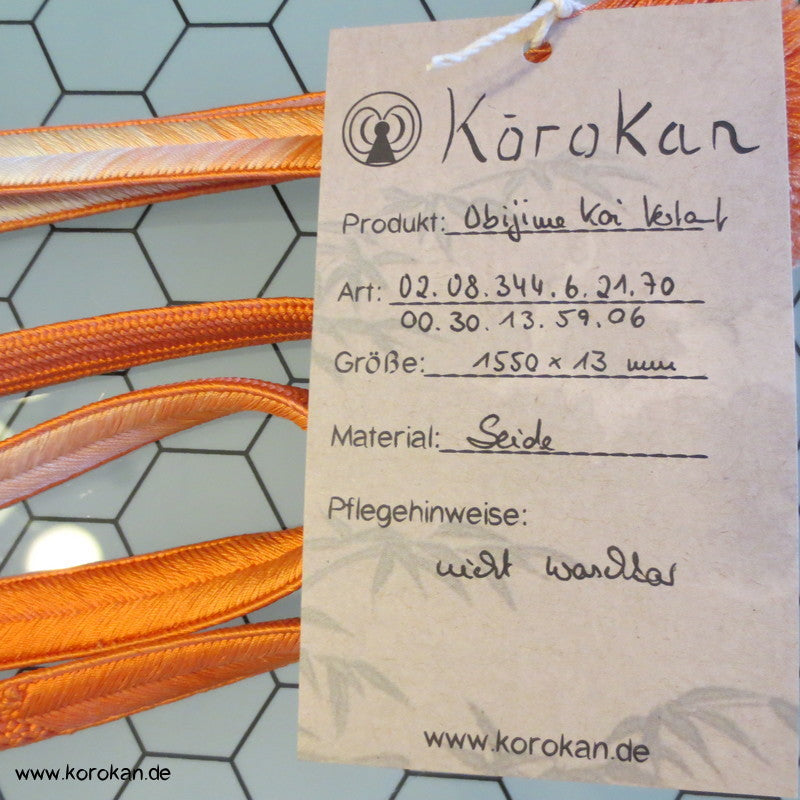 Kōrokan
Produkt: Obijime Koi Verlauf
Art: 02.08.344.6.21.70
00.30.13.59.06
Größe: 1550 x 13 mm
Material: Seide
Pflegehinweise:
nicht waschbar
www.korokan.de
www.korokan.de